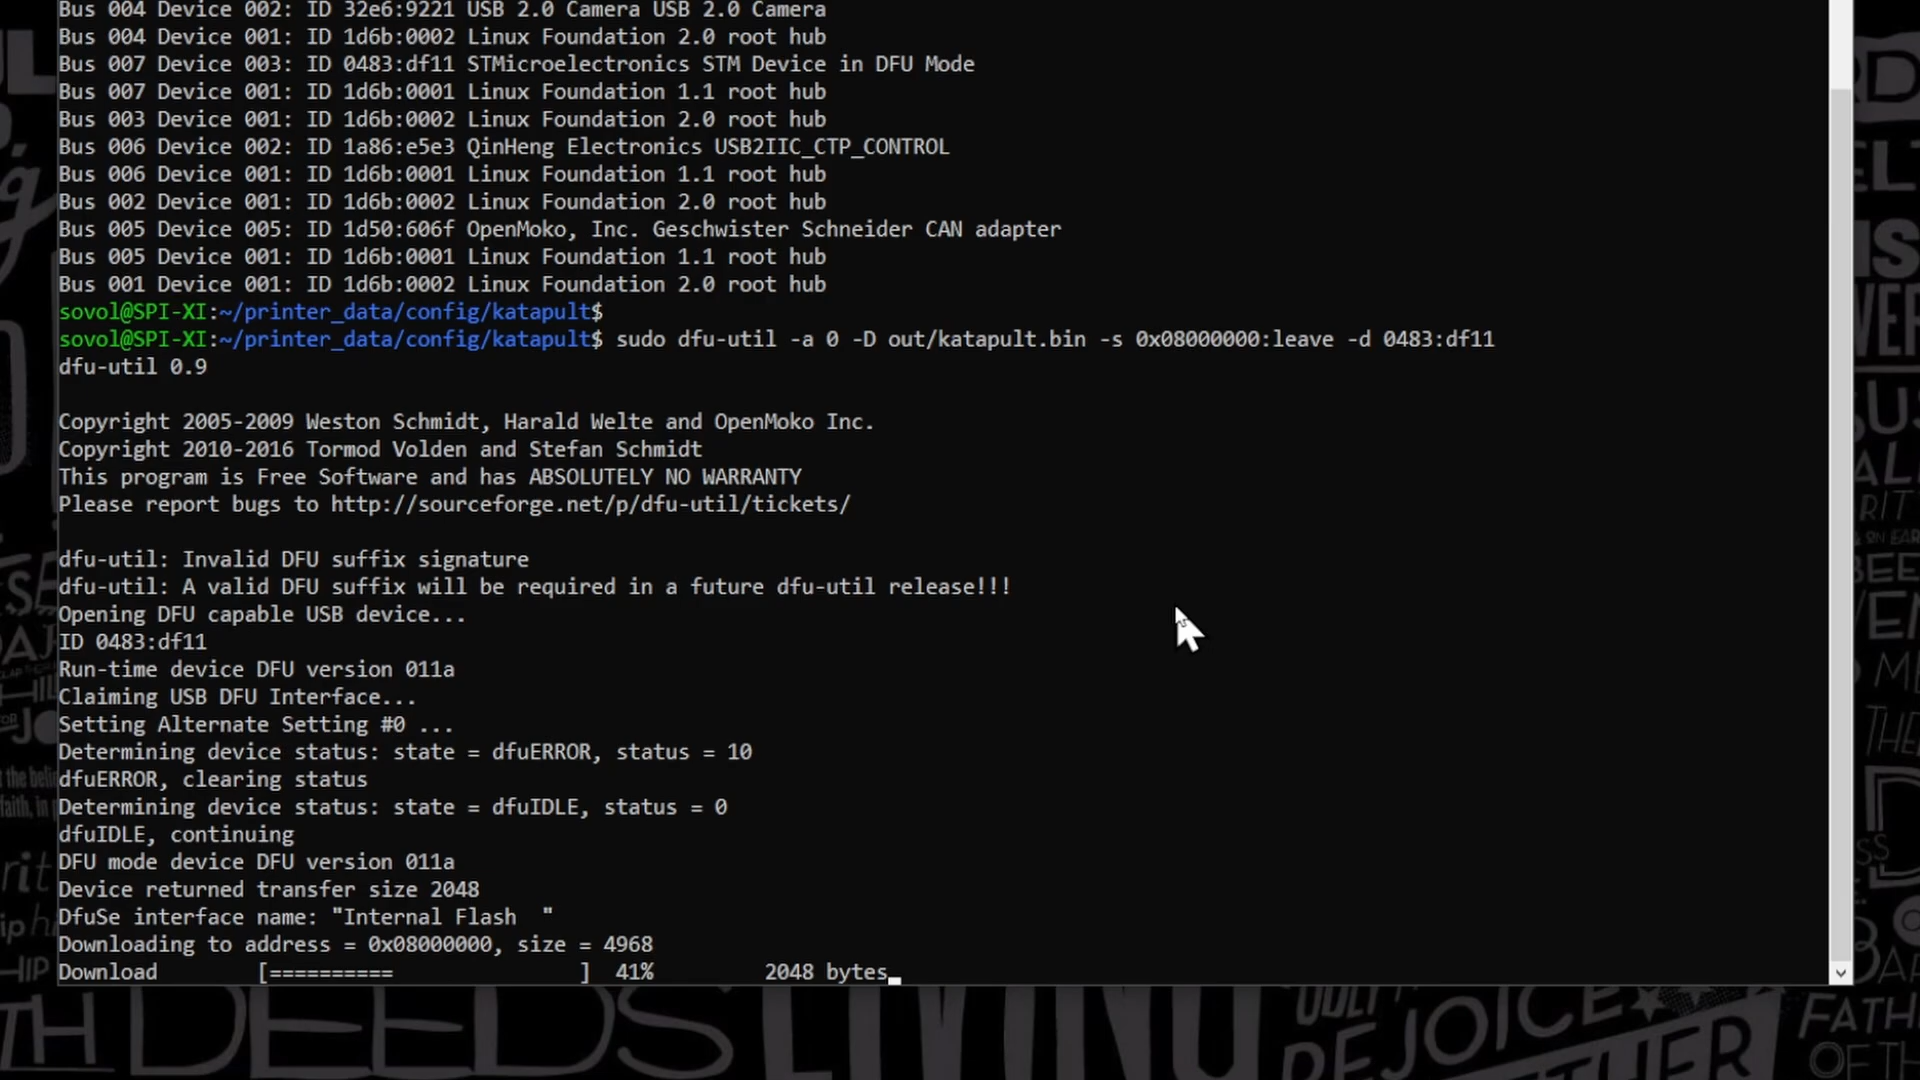 Bus 004 Device 002: ID 32e6:9221 USB 2.0 Camera USB 2.0 Camera
Bus 004 Device 001: ID 1d6b:0002 Linux Foundation 2.0 root hub
Bus 007 Device 003: ID 0483:df11 STMicroelectronics STM Device in DFU Mode
Bus 007 Device 001: ID 1d6b:0001 Linux Foundation 1.1 root hub
Bus 003 Device 001: ID 1d6b:0002 Linux Foundation 2.0 root hub
Bus 006 Device 002: ID 1a86:e5e3 QinHeng Electronics USB2IIC_CTP_CONTROL
Bus 006 Device 001: ID 1d6b:0001 Linux Foundation 1.1 root hub
Bus 002 Device 001: ID 1d6b:0002 Linux Foundation 2.0 root hub
Bus 005 Device 005: ID 1d50:606f OpenMoko, Inc. Geschwister Schneider CAN adapter
Bus 005 Device 001: ID 1d6b:0001 Linux Foundation 1.1 root hub
Bus 001 Device 001: ID 1d6b:0002 Linux Foundation 2.0 root hub
sovol@SPI-XI:~/printer_data/config/katapult$
sovol@SPI-XI:~/printer_data/config/katapult$ sudo dfu-util -a 0 -D out/katapult.bin -s 0x08000000:leave -d 0483:df11
dfu-util 0.9
Copyright 2005-2009 Weston Schmidt, Harald Welte and OpenMoko Inc.
Copyright 2010-2016 Tormod Volden and Stefan Schmidt
This program is Free Software and has ABSOLUTELY NO WARRANTY
Please report bugs to http://sourceforge.net/p/dfu-util/tickets/
dfu-util: Invalid DFU suffix signature
dfu-util: A valid DFU suffix will be required in a future dfu-util release!!!
Opening DFU capable USB device...
ID 0483:df11
Run-time device DFU version 011a
Claiming USB DFU Interface...
Setting Alternate Setting #0 ...
Determining device status: state = dfuERROR, status = 10
dfuERROR, clearing status
Determining device status: state = dfuIDLE, status = 0
dfuIDLE, continuing
DFU mode device DFU version 011a
Device returned transfer size 2048
DfuSe interface name: "Internal Flash  "
Downloading to address = 0x08000000, size = 4968
Download [========== ] 41% 2048 bytes
DEEDS LIVING
REJOICE